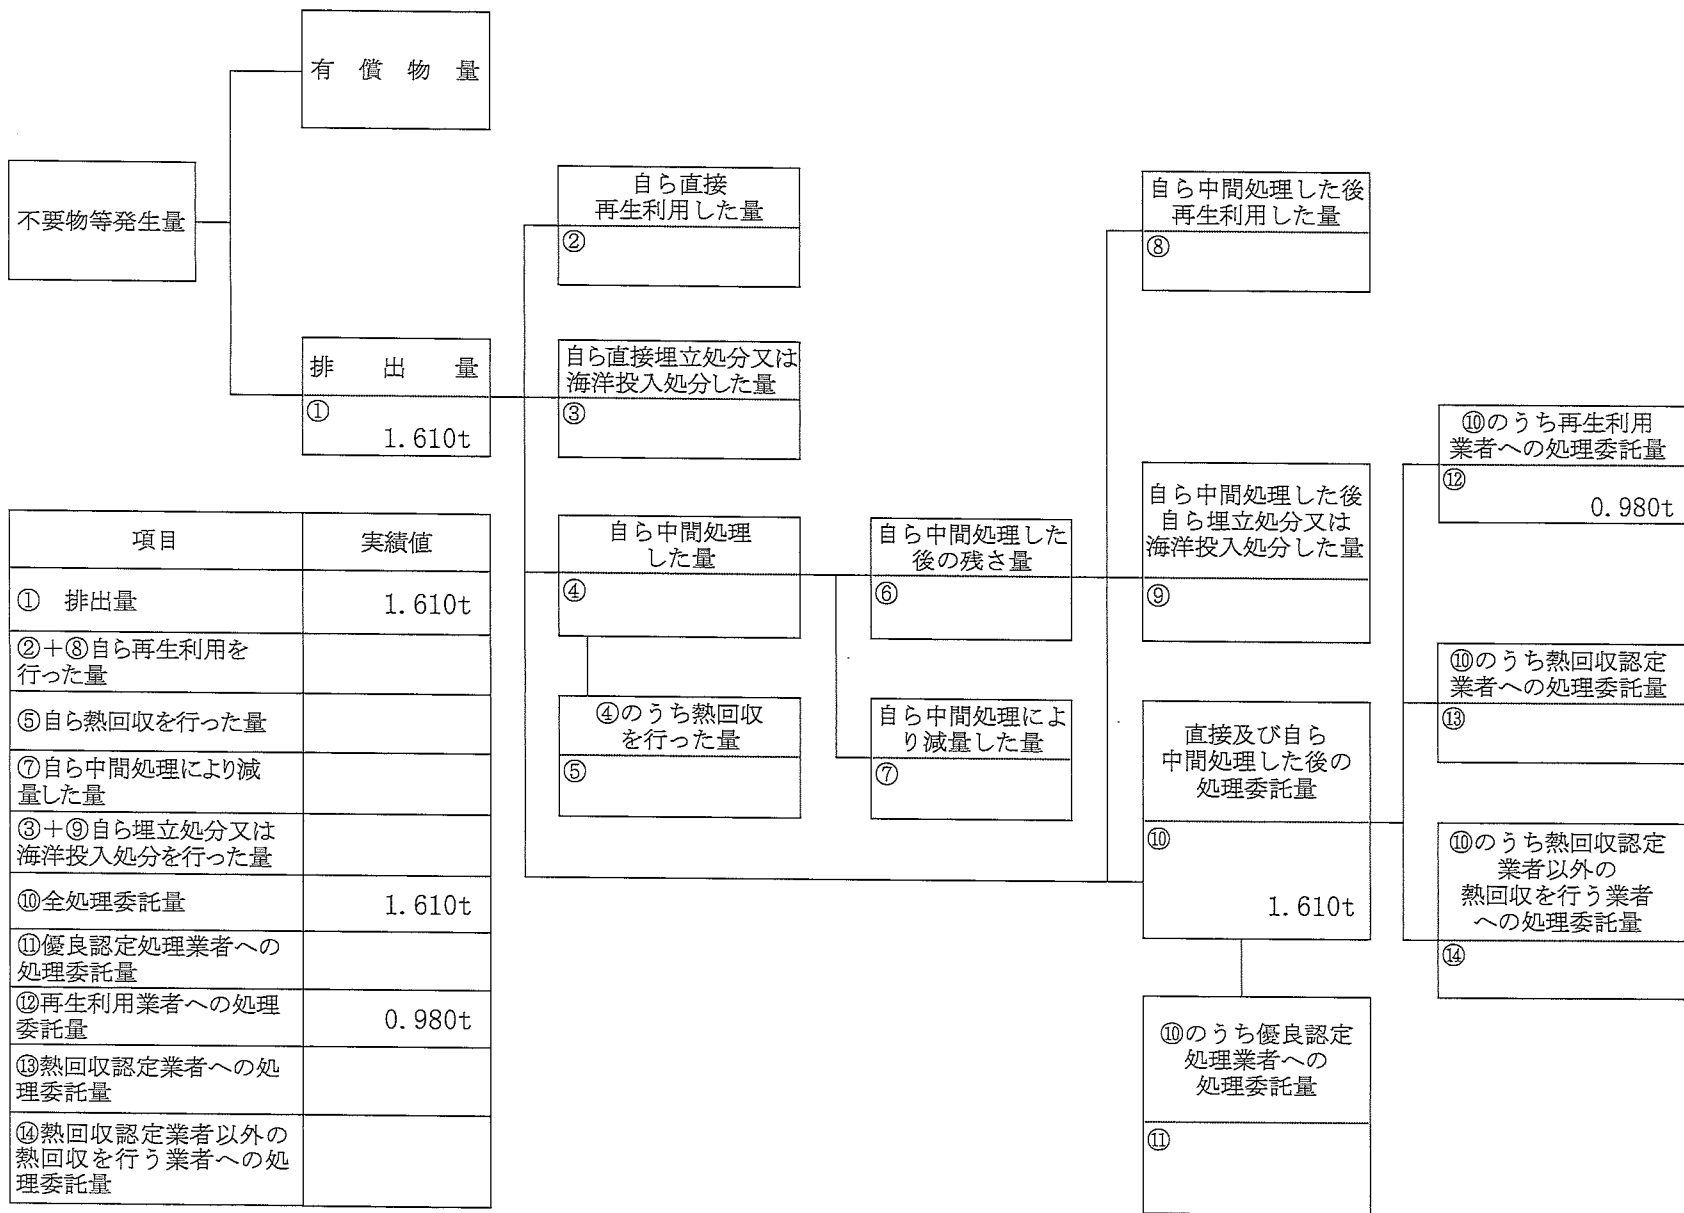 有償物量
不要物等発生量
排出量
①
1.610t
自ら直接
再生利用した量
②
自ら直接埋立処分又は
海洋投入処分した量
③
自ら中間処理
した量
④
④のうち熱回収
を行った量
⑤
自ら中間処理した
後の残さ量
⑥
自ら中間処理によ
り減量した量
⑦
自ら中間処理した後
再生利用した量
⑧
自ら中間処理した後
自ら埋立処分又は
海洋投入処分した量
⑨
直接及び自ら
中間処理した後の
処理委託量
⑩
1.610t
⑩のうち優良認定
処理業者への
処理委託量
⑪
⑩のうち再生利用
業者への処理委託量
⑫
0.980t
⑩のうち熱回収認定
業者への処理委託量
⑬
⑩のうち熱回収認定
業者以外の
熱回収を行う業者
への処理委託量
⑭
項目 実績値
① 排出量 1.610t
②+⑧自ら再生利用を
行った量
⑤自ら熱回収を行った量
⑦自ら中間処理により減
量した量
③+⑨自ら埋立処分又は
海洋投入処分を行った量
⑩全処理委託量 1.610t
⑪優良認定処理業者への
処理委託量
⑫再生利用業者への処理
委託量 0.980t
⑬熱回収認定業者への処
理委託量
⑭熱回収認定業者以外の
熱回収を行う業者への処
理委託量